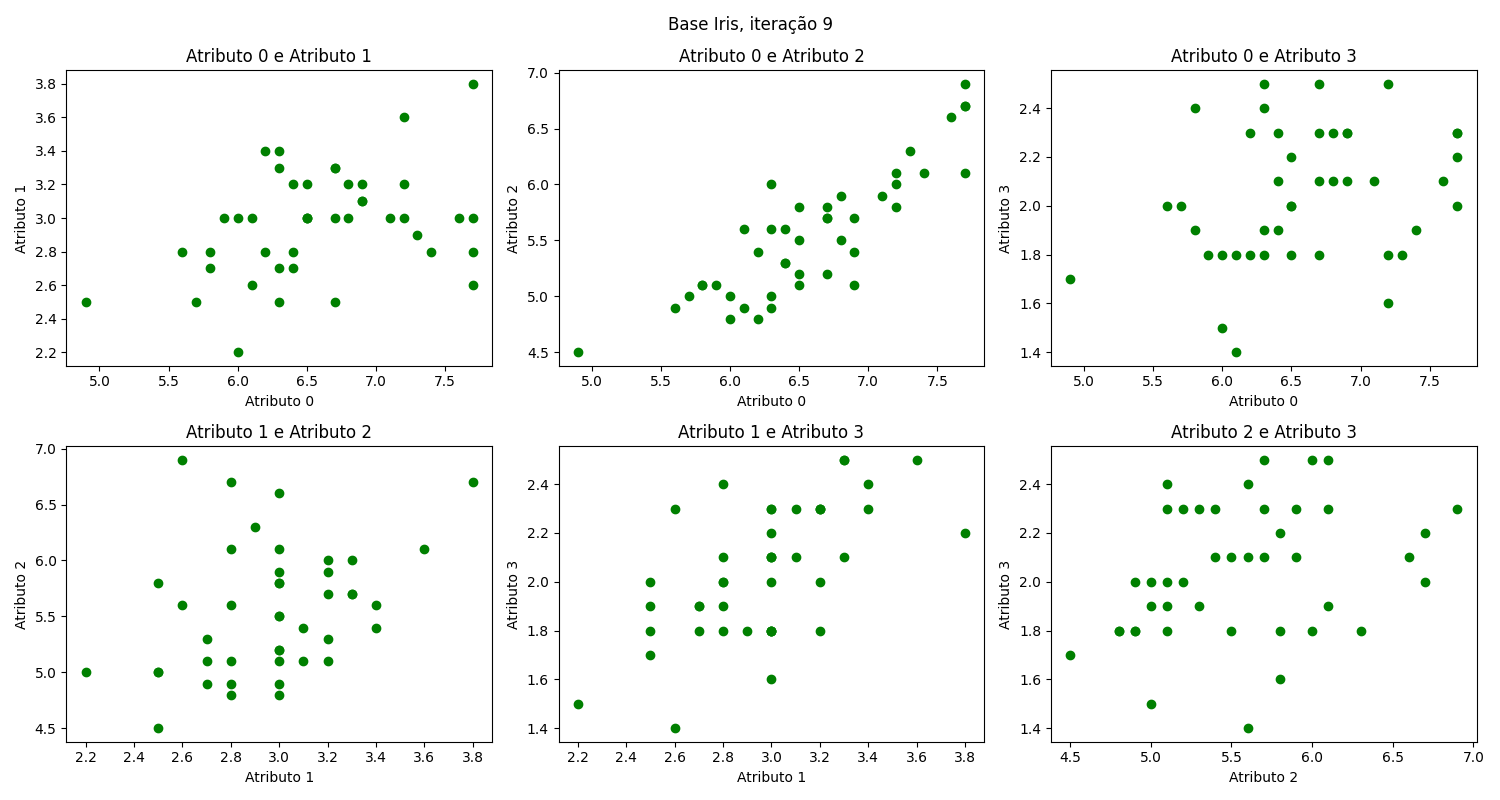 Base Iris, iteração 9
Atributo 0 e Atributo 1
Atributo 0 e Atributo 2
Atributo 0 e Atributo 3
3.8
3.6
3.4
3.2
3.0
2.8
2.6
2.4
2.2
Atributo 1
5.0 5.5 6.0 6.5 7.0 7.5
Atributo 0
7.0
6.5
6.0
5.5
5.0
4.5
Atributo 2
5.0 5.5 6.0 6.5 7.0 7.5
Atributo 0
2.4
2.2
2.0
1.8
1.6
1.4
Atributo 3
5.0 5.5 6.0 6.5 7.0 7.5
Atributo 0
Atributo 1 e Atributo 2
Atributo 1 e Atributo 3
Atributo 2 e Atributo 3
7.0
6.5
6.0
5.5
5.0
4.5
Atributo 2
2.2 2.4 2.6 2.8 3.0 3.2 3.4 3.6 3.8
Atributo 1
2.4
2.2
2.0
1.8
1.6
1.4
Atributo 3
2.2 2.4 2.6 2.8 3.0 3.2 3.4 3.6 3.8
Atributo 1
2.4
2.2
2.0
1.8
1.6
1.4
Atributo 3
4.5 5.0 5.5 6.0 6.5 7.0
Atributo 2